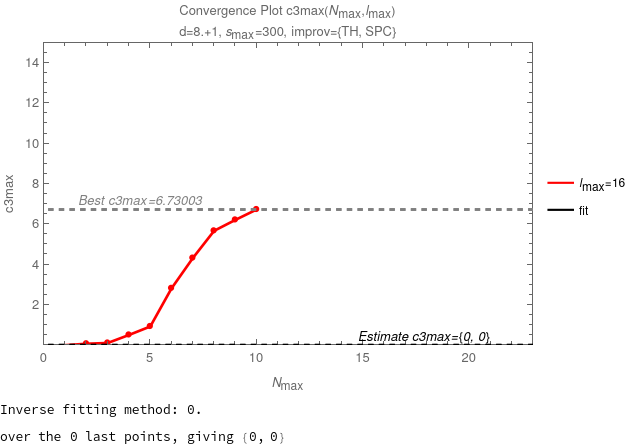 Convergence Plot c3max(Nmax,lmax)
d=8.+1, smax=300, improv={TH, SPC}
14
12
10
8
6
4
2
c3max
Best c3max=6.73003
Estimate c3max={0, 0}
0
5
10
15
20
Nmax
lmax=16
fit
Inverse fitting method: 0.
over the 0 last points, giving {0, 0}